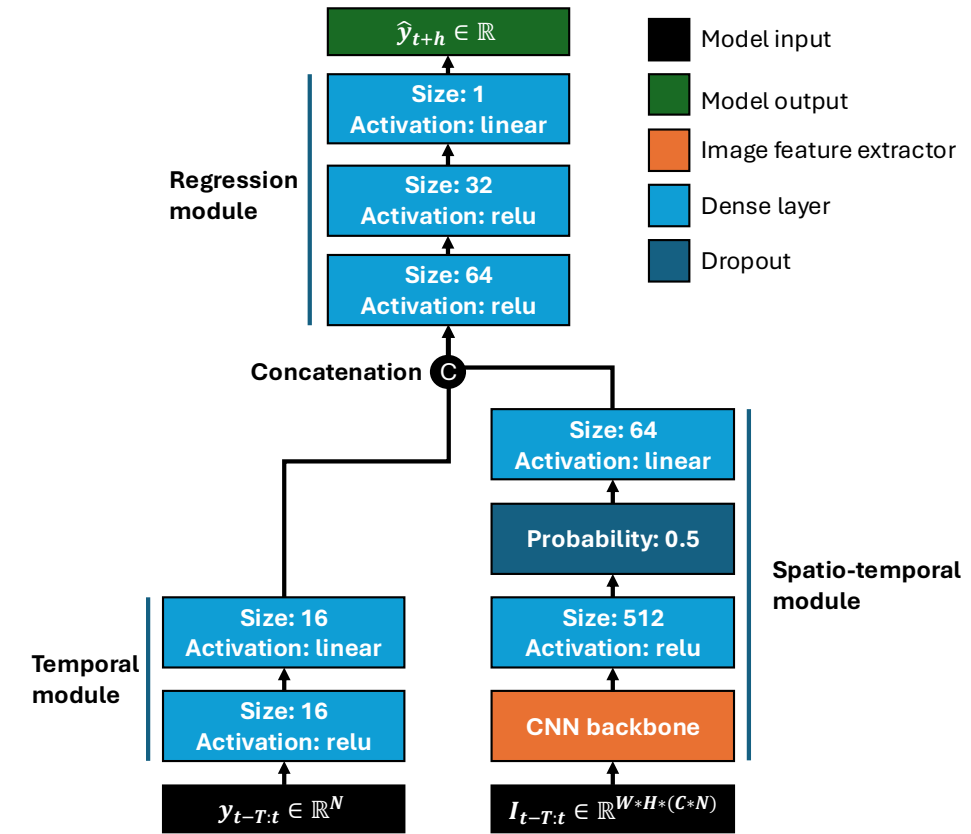 ŷ_{t+h} ∈ ℝ
Size: 1
Activation: linear
Size: 32
Activation: relu
Size: 64
Activation: relu
Regression
module
Model input
Model output
Image feature extractor
Dense layer
Dropout
Concatenation
C
Size: 64
Activation: linear
Probability: 0.5
Size: 512
Activation: relu
CNN backbone
Spatio-temporal
module
Size: 16
Activation: linear
Size: 16
Activation: relu
Temporal
module
y_{t−T:t} ∈ ℝ^N
I_{t−T:t} ∈ ℝ^{W*H*(C*N)}